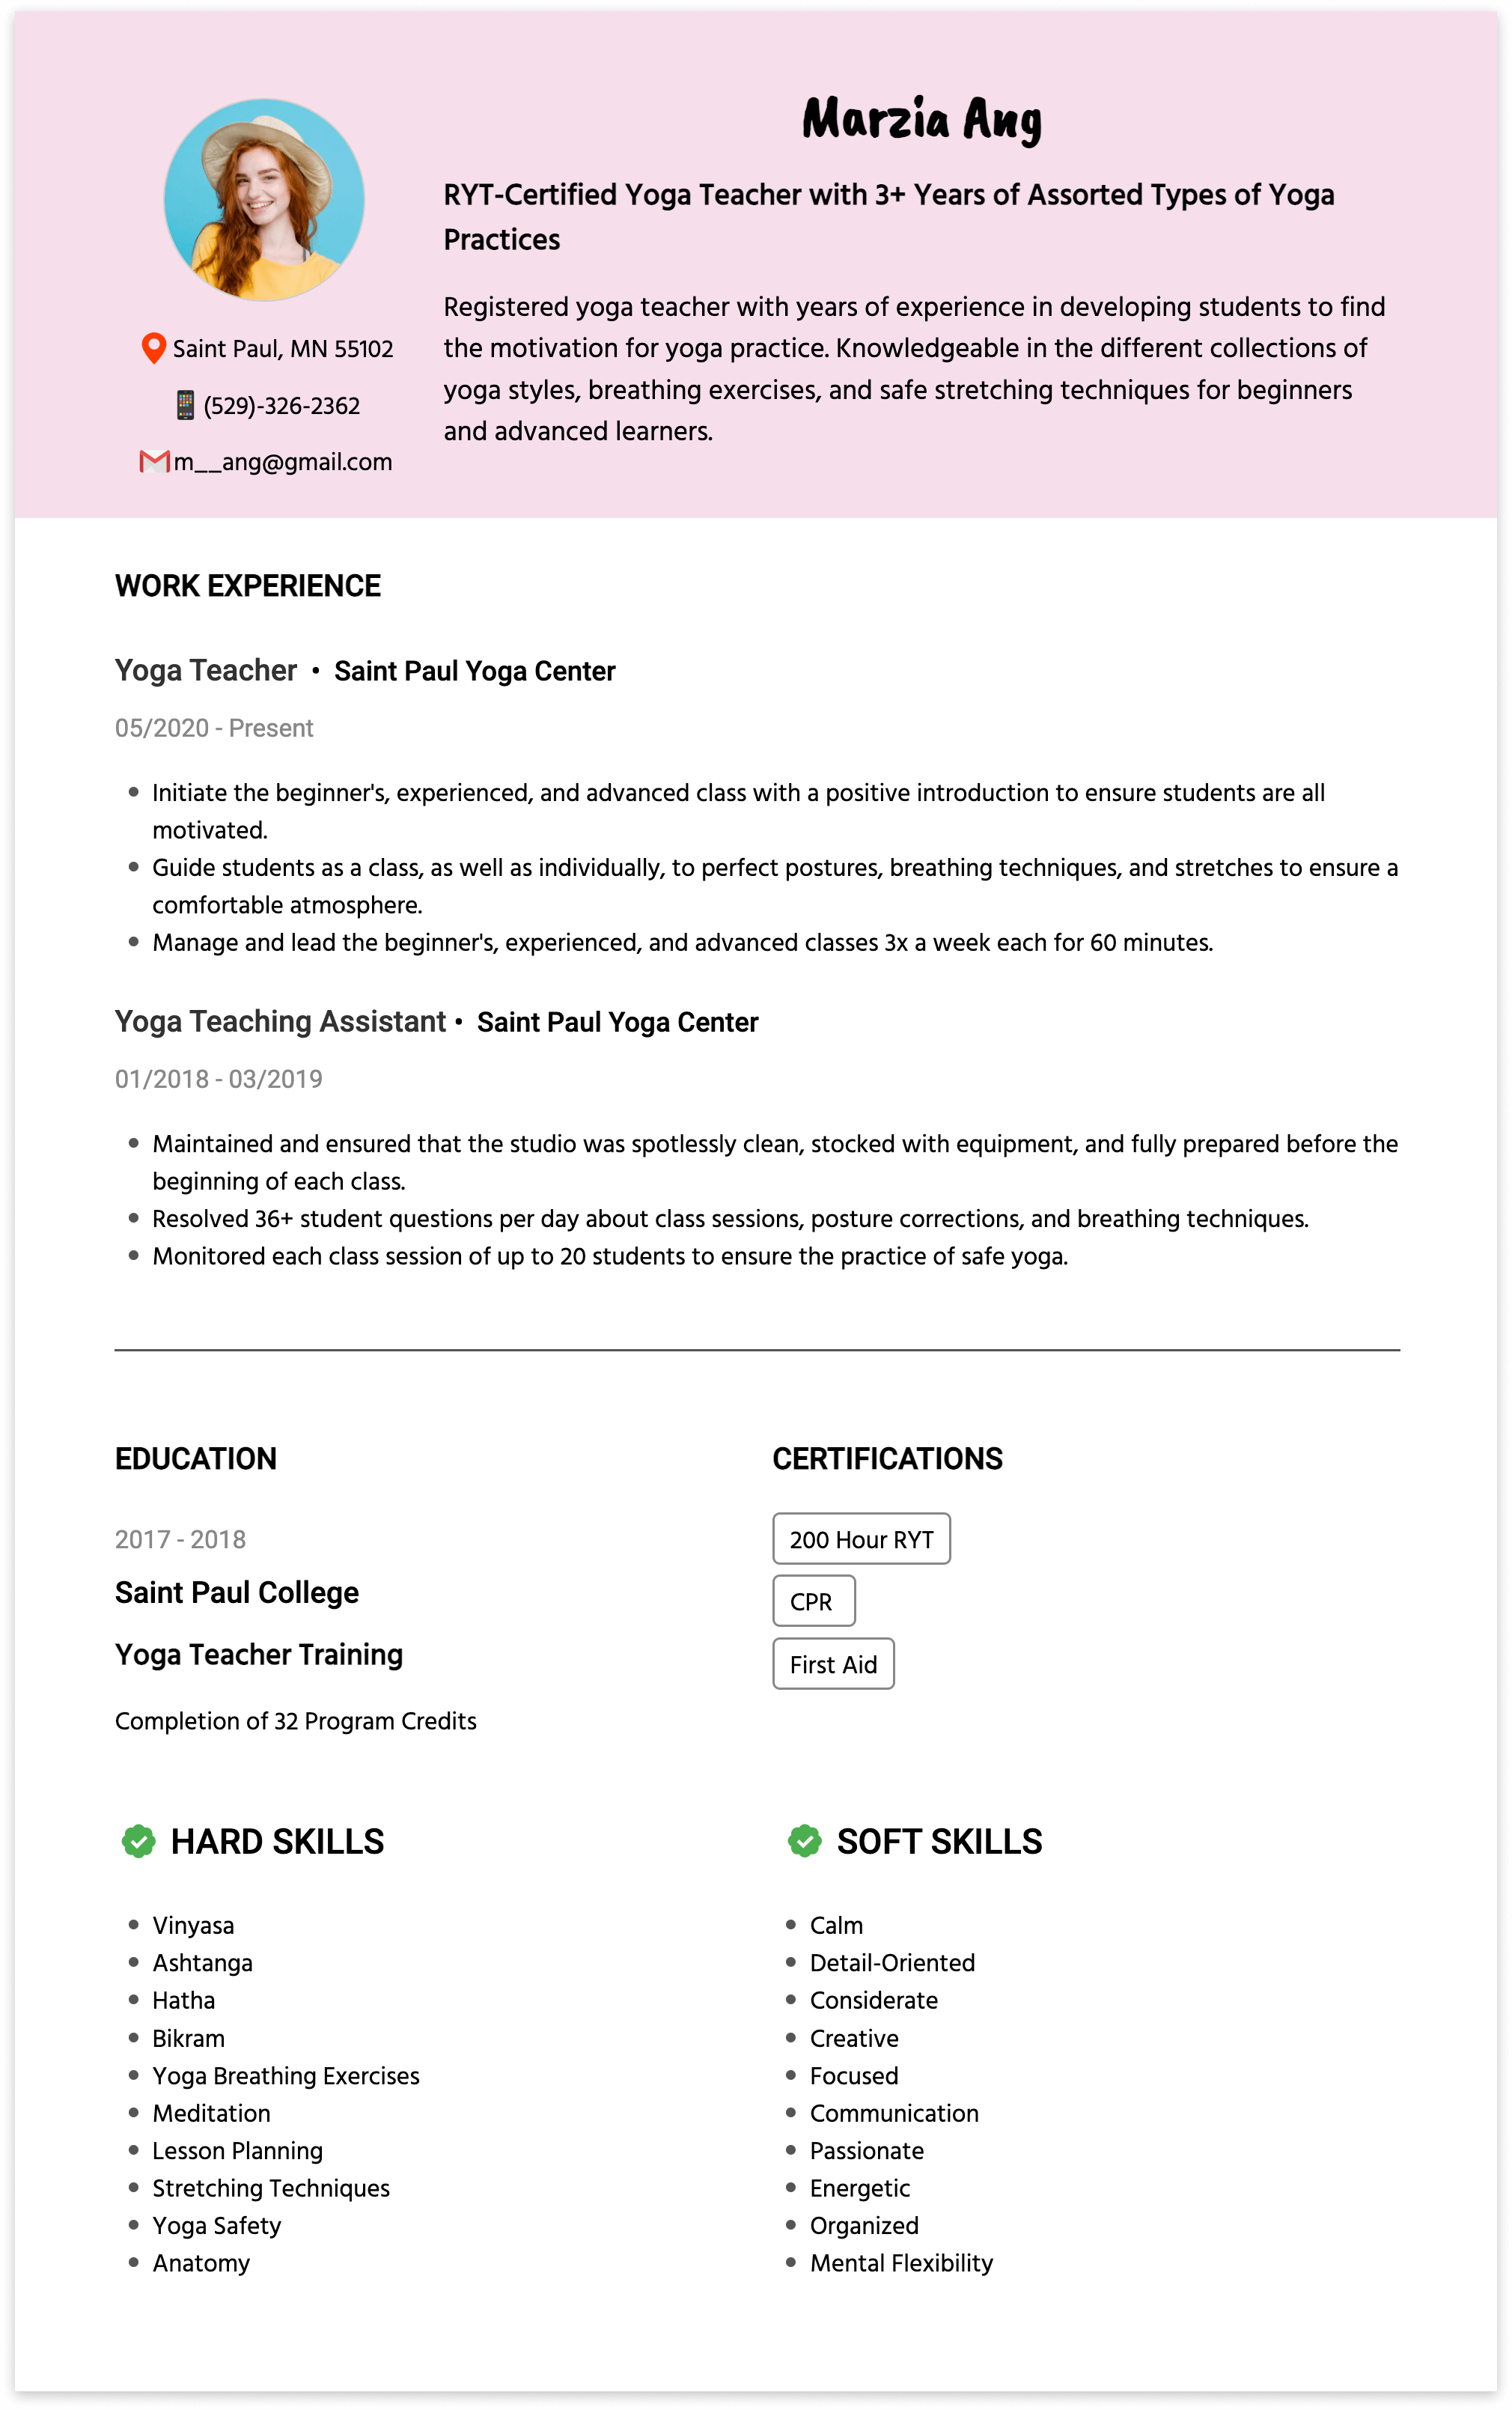 Marzia Ang
RYT-Certified Yoga Teacher with 3+ Years of Assorted Types of Yoga
Practices
Registered yoga teacher with years of experience in developing students to find
the motivation for yoga practice. Knowledgeable in the different collections of
yoga styles, breathing exercises, and safe stretching techniques for beginners
and advanced learners.
Saint Paul, MN 55102
(529)-326-2362
m__ang@gmail.com
WORK EXPERIENCE
Yoga Teacher • Saint Paul Yoga Center
05/2020 - Present
• Initiate the beginner's, experienced, and advanced class with a positive introduction to ensure students are all
motivated.
• Guide students as a class, as well as individually, to perfect postures, breathing techniques, and stretches to ensure a
comfortable atmosphere.
• Manage and lead the beginner's, experienced, and advanced classes 3x a week each for 60 minutes.
Yoga Teaching Assistant • Saint Paul Yoga Center
01/2018 - 03/2019
• Maintained and ensured that the studio was spotlessly clean, stocked with equipment, and fully prepared before the
beginning of each class.
• Resolved 36+ student questions per day about class sessions, posture corrections, and breathing techniques.
• Monitored each class session of up to 20 students to ensure the practice of safe yoga.
EDUCATION
2017 - 2018
Saint Paul College
Yoga Teacher Training
Completion of 32 Program Credits
CERTIFICATIONS
200 Hour RYT
CPR
First Aid
HARD SKILLS
• Vinyasa
• Ashtanga
• Hatha
• Bikram
• Yoga Breathing Exercises
• Meditation
• Lesson Planning
• Stretching Techniques
• Yoga Safety
• Anatomy
SOFT SKILLS
• Calm
• Detail-Oriented
• Considerate
• Creative
• Focused
• Communication
• Passionate
• Energetic
• Organized
• Mental Flexibility